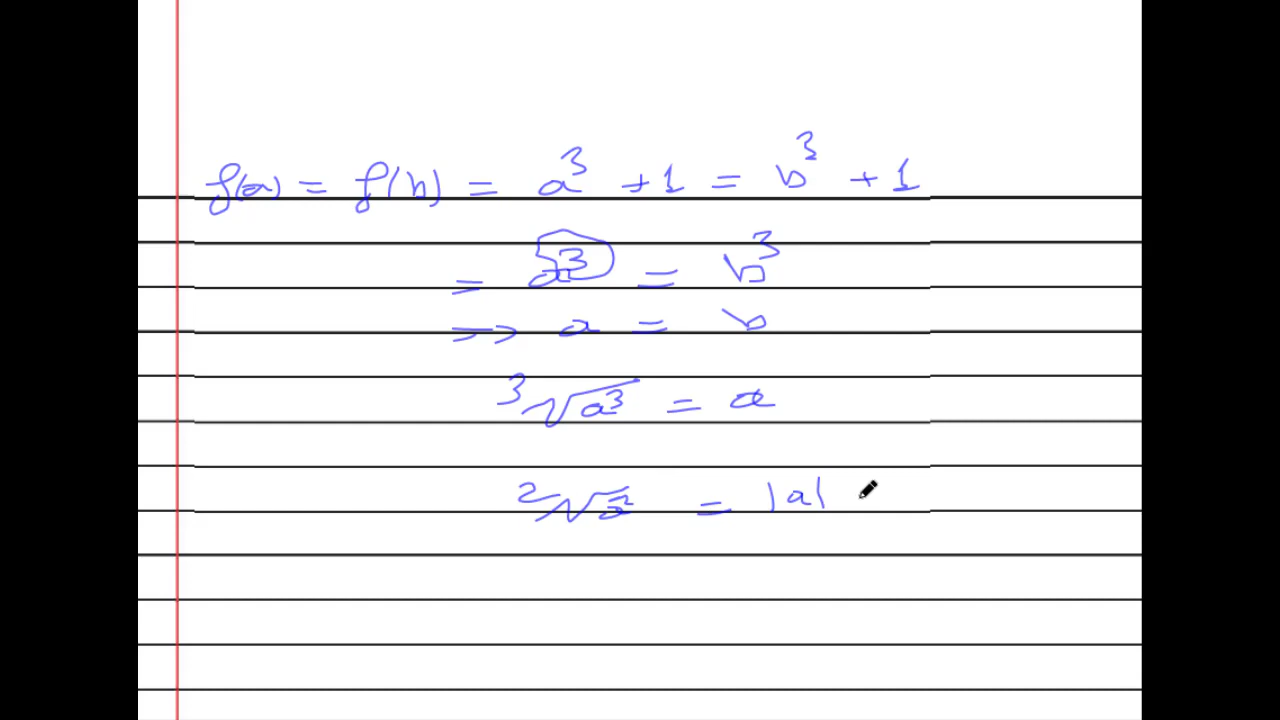 f(a) = f(b) = a³ + 1 = b³ + 1
= a³ = b³
=> a = b
³√a³ = a
²√a² = |a|